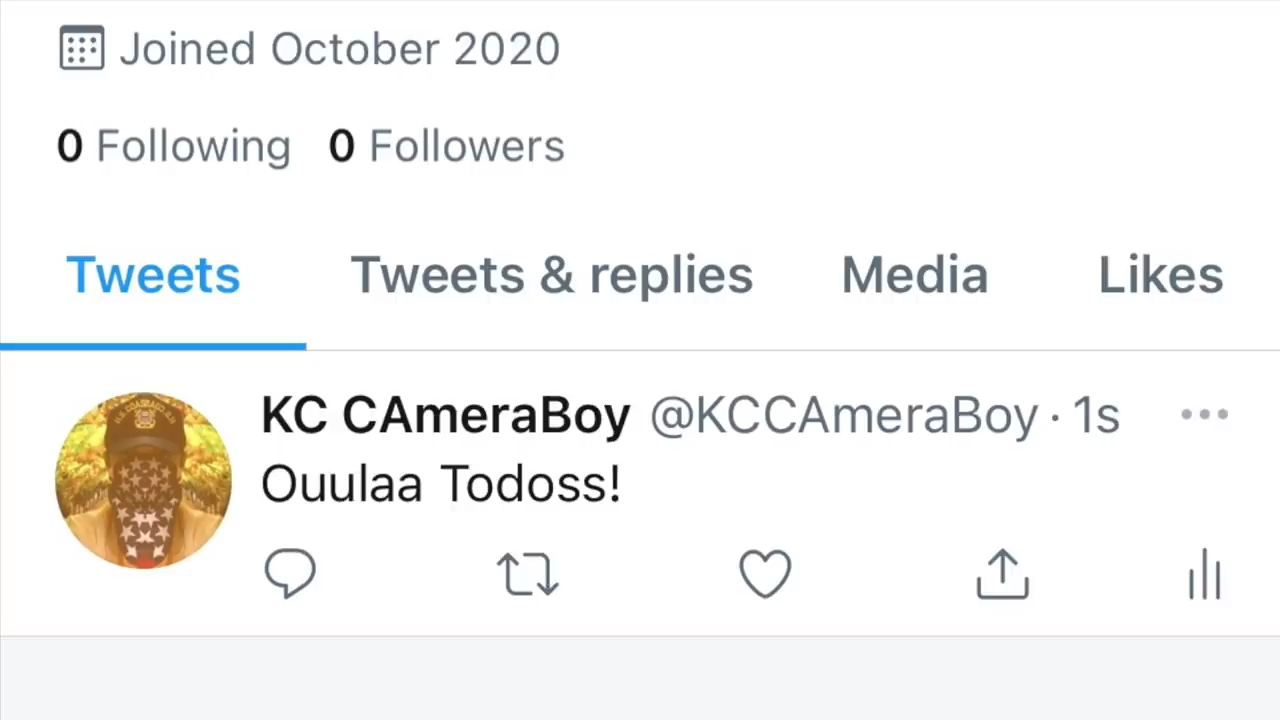 Joined October 2020
0 Following 0 Followers
Tweets Tweets & replies Media Likes
KC CAmeraBoy @KCCAmeraBoy · 1s
Ouulaa Todoss!